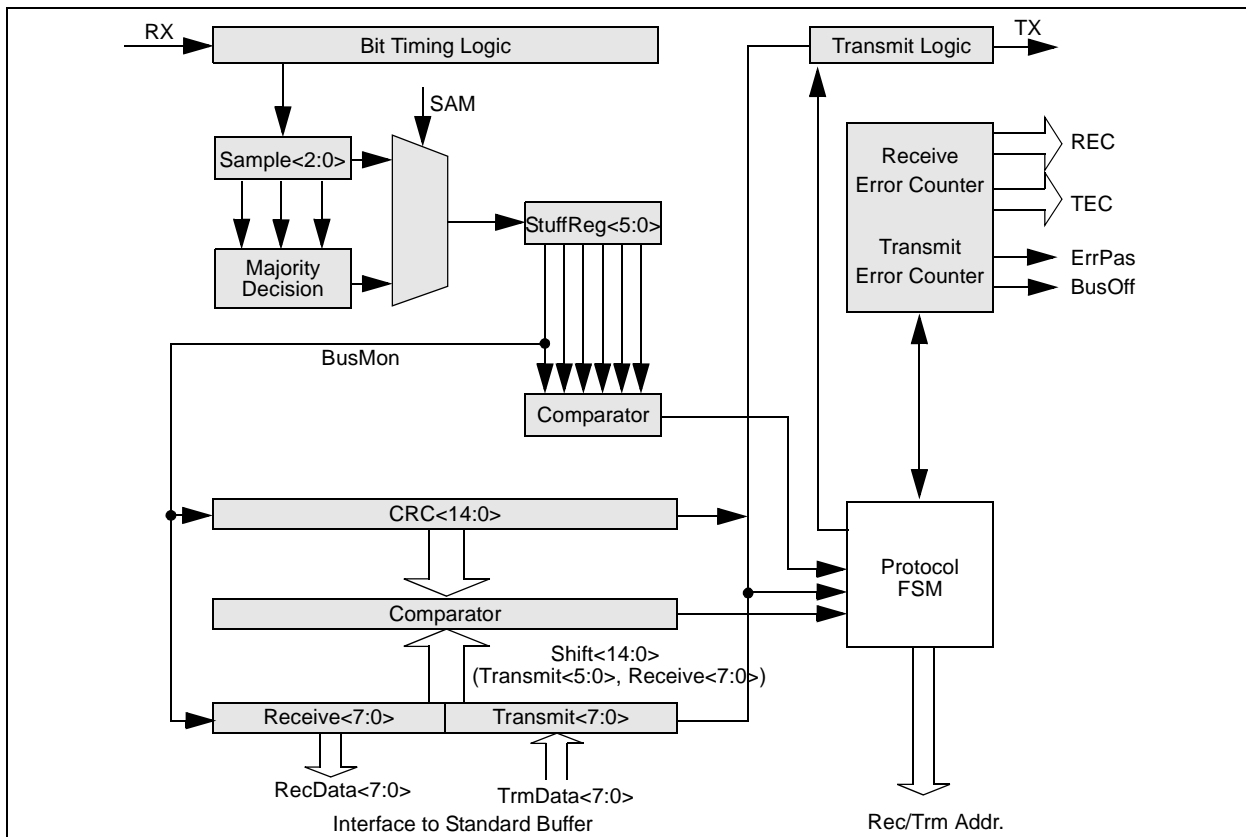 RX
Bit Timing Logic
Transmit Logic
TX
SAM
Sample<2:0>
Majority
Decision
StuffReg<5:0>
Receive
Error Counter
Transmit
Error Counter
REC
TEC
ErrPas
BusOff
BusMon
Comparator
CRC<14:0>
Comparator
Protocol
FSM
Shift<14:0>
(Transmit<5:0>, Receive<7:0>)
Receive<7:0>
Transmit<7:0>
RecData<7:0>
TrmData<7:0>
Interface to Standard Buffer
Rec/Trm Addr.